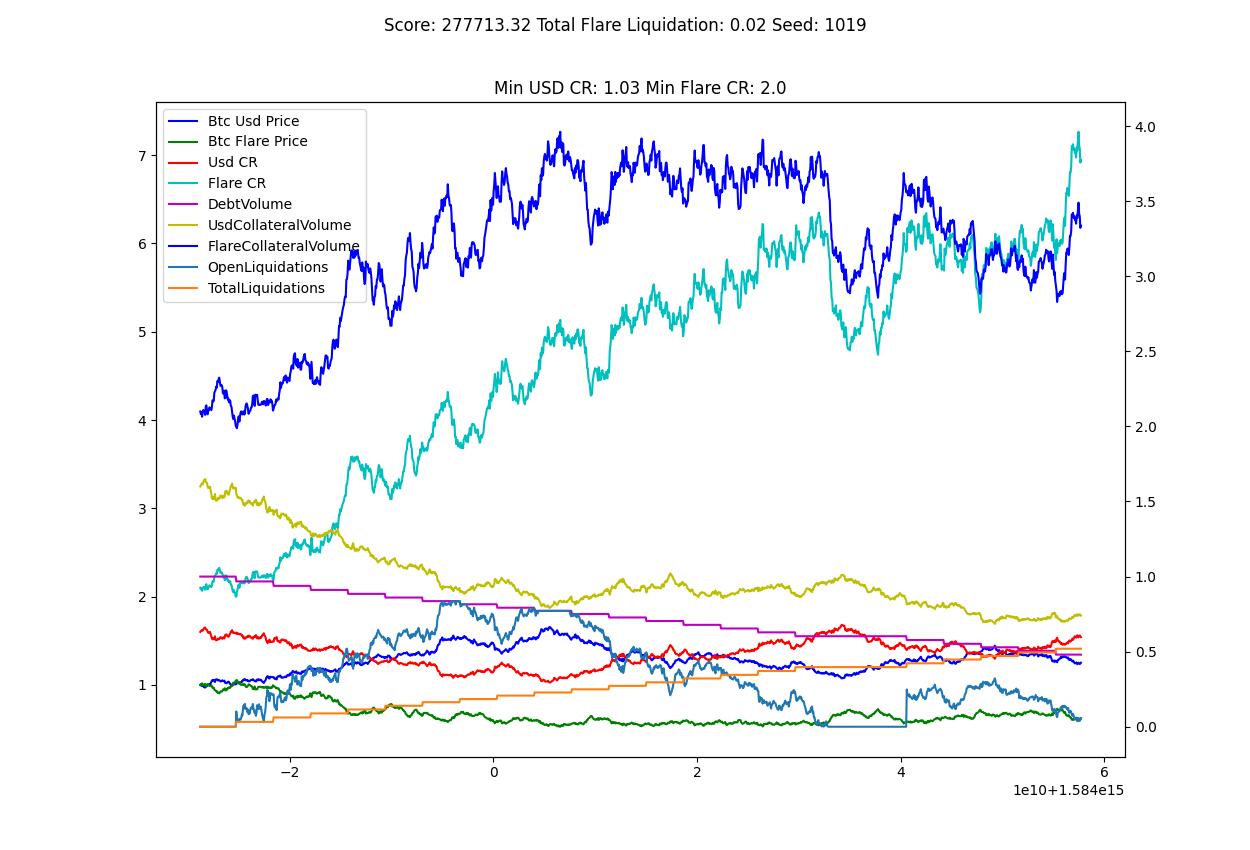 Score: 277713.32 Total Flare Liquidation: 0.02 Seed: 1019
Min USD CR: 1.03 Min Flare CR: 2.0
Btc Usd Price
Btc Flare Price
Usd CR
Flare CR
DebtVolume
UsdCollateralVolume
FlareCollateralVolume
OpenLiquidations
TotalLiquidations
7
6
5
4
3
2
1
4.0
3.5
3.0
2.5
2.0
1.5
1.0
0.5
0.0
−2
0
2
4
6
1e10+1.584e15